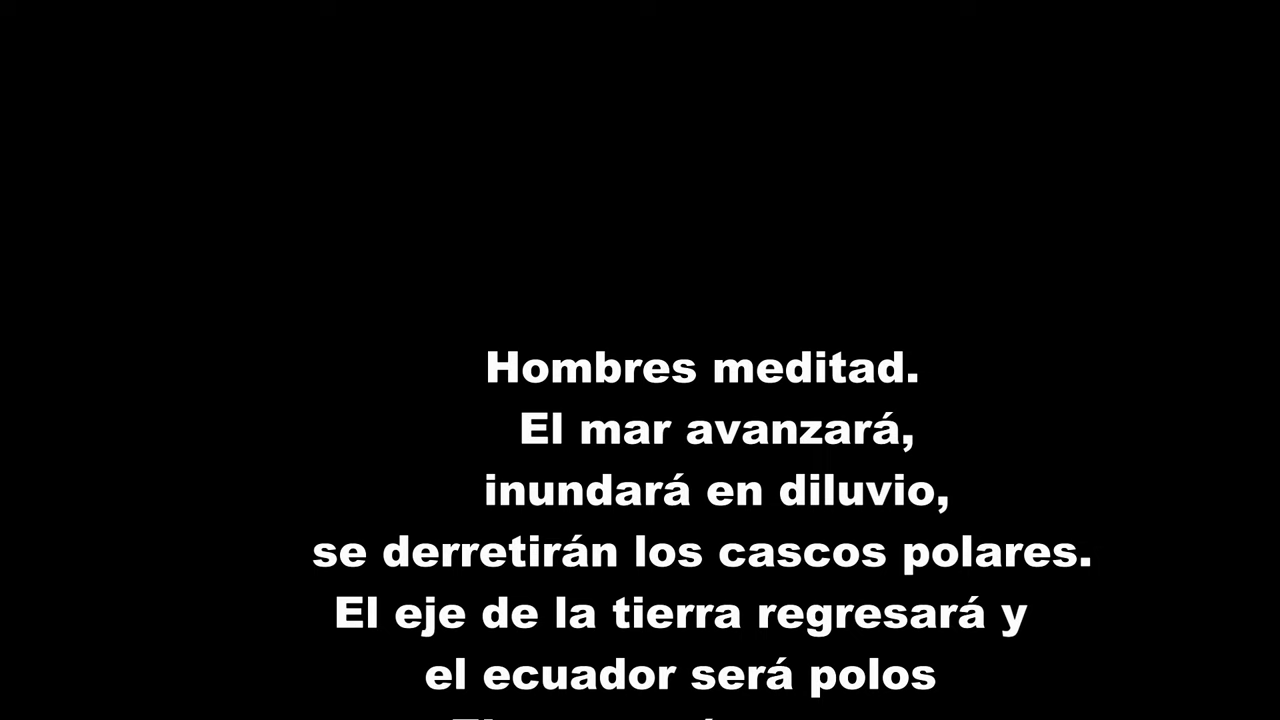 Hombres meditad.
El mar avanzará,
inundará en diluvio,
se derretirán los cascos polares.
El eje de la tierra regresará y
el ecuador será polos